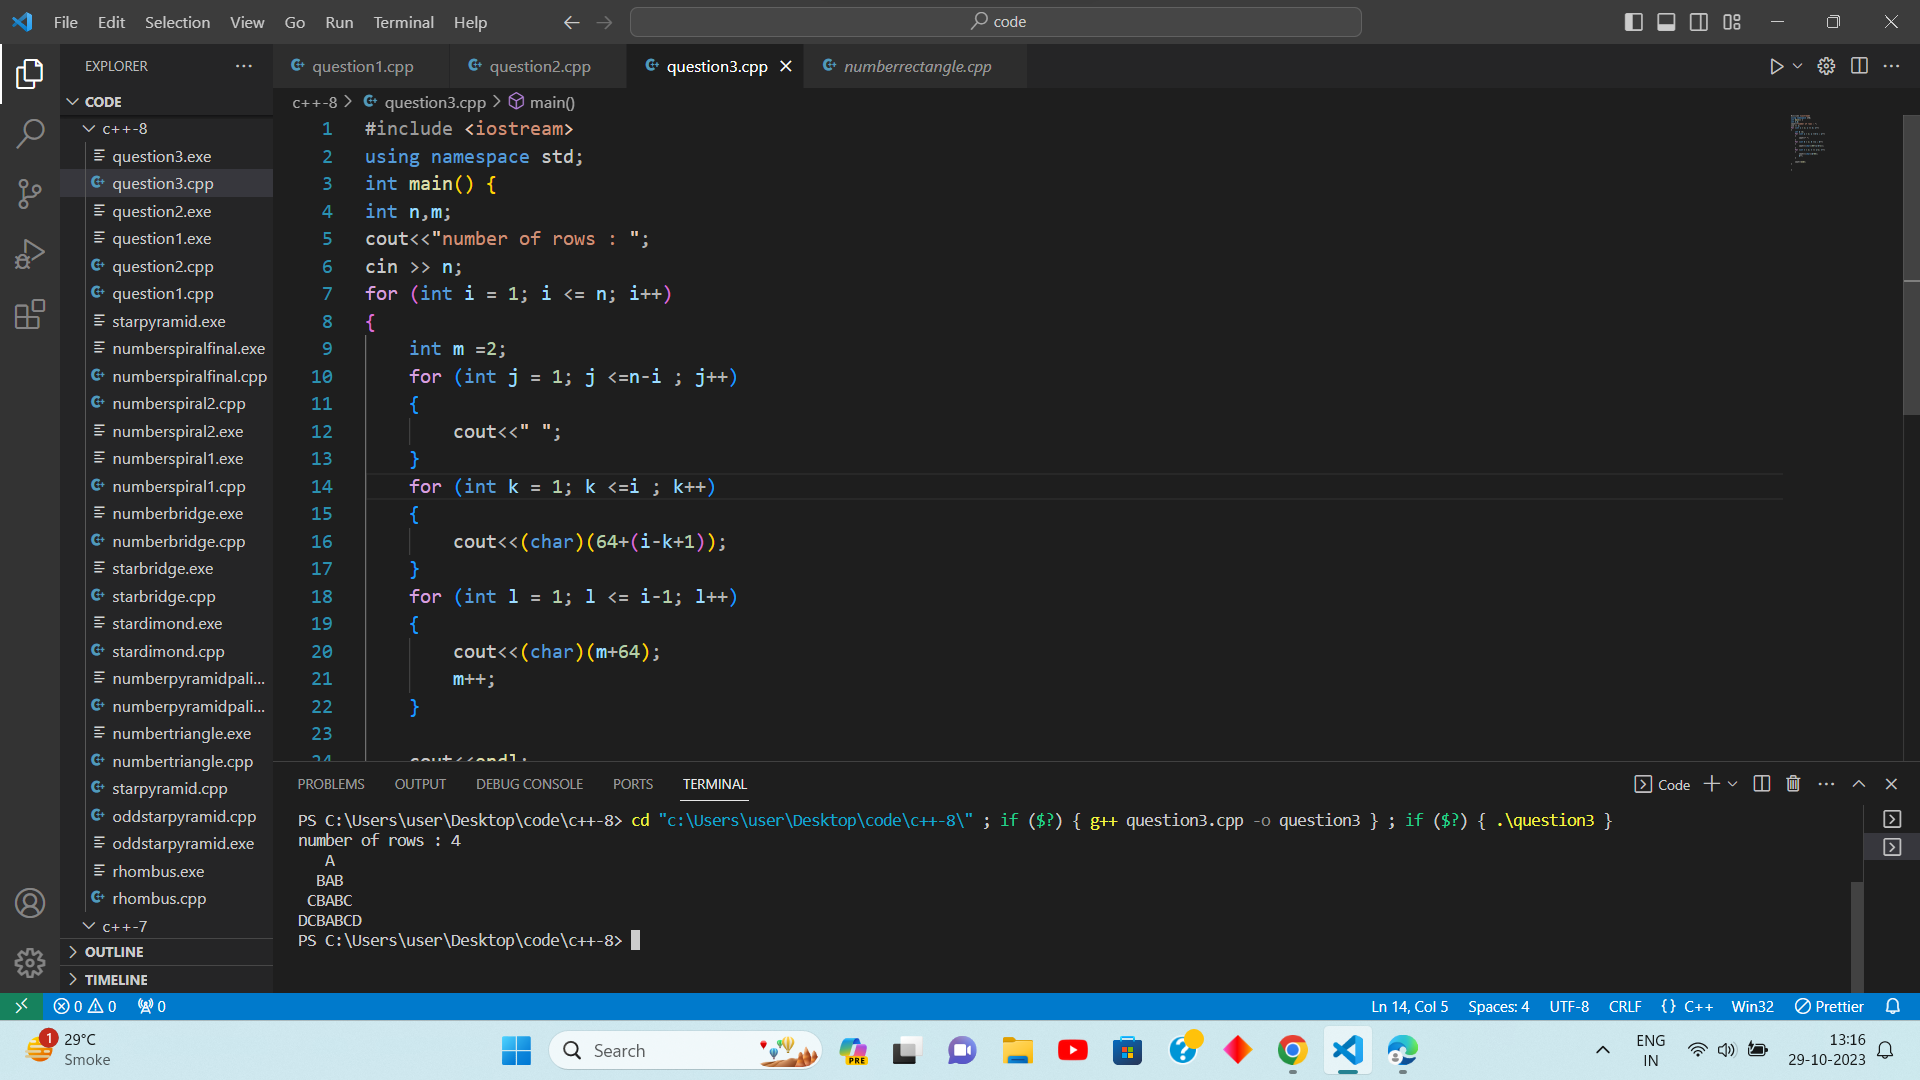 File Edit Selection View Go Run Terminal Help
code
EXPLORER
question1.cpp
question2.cpp
question3.cpp
numberrectangle.cpp
CODE
c++-8
question3.exe
question3.cpp
question2.exe
question1.exe
question2.cpp
question1.cpp
starpyramid.exe
numberspiralfinal.exe
numberspiralfinal.cpp
numberspiral2.cpp
numberspiral2.exe
numberspiral1.exe
numberspiral1.cpp
numberbridge.exe
numberbridge.cpp
starbridge.exe
starbridge.cpp
stardimond.exe
stardimond.cpp
numberpyramidpali...
numberpyramidpali...
numbertriangle.exe
numbertriangle.cpp
starpyramid.cpp
oddstarpyramid.cpp
oddstarpyramid.exe
rhombus.exe
rhombus.cpp
c++-7
OUTLINE
TIMELINE
c++-8 > question3.cpp > main()
1 #include <iostream>
2 using namespace std;
3 int main() {
4 int n,m;
5 cout<<"number of rows : ";
6 cin >> n;
7 for (int i = 1; i <= n; i++)
8 {
9 int m =2;
10 for (int j = 1; j <=n-i ; j++)
11 {
12 cout<<" ";
13 }
14 for (int k = 1; k <=i ; k++)
15 {
16 cout<<(char)(64+(i-k+1));
17 }
18 for (int l = 1; l <= i-1; l++)
19 {
20 cout<<(char)(m+64);
21 m++;
22 }
23
24 cout<<endl;
PROBLEMS OUTPUT DEBUG CONSOLE PORTS TERMINAL
Code
PS C:\Users\user\Desktop\code\c++-8> cd "c:\Users\user\Desktop\code\c++-8\" ; if ($?) { g++ question3.cpp -o question3 } ; if ($?) { .\question3 }
number of rows : 4
A
BAB
CBABC
DCBABCD
PS C:\Users\user\Desktop\code\c++-8>
0 0 0
Ln 14, Col 5 Spaces: 4 UTF-8 CRLF {} C++ Win32 Prettier
1
29°C
Smoke
Search
PRE
ENG
IN
13:16
29-10-2023